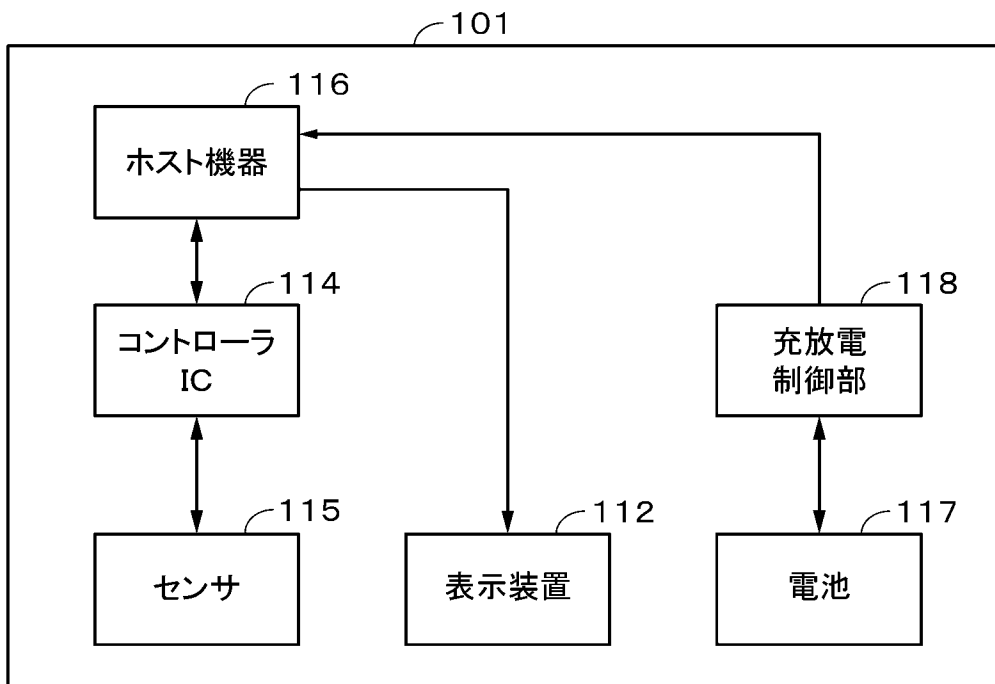 101
116
ホスト機器
114
118
コントローラ
IC
充放電
制御部
115
112
117
センサ
表示装置
電池